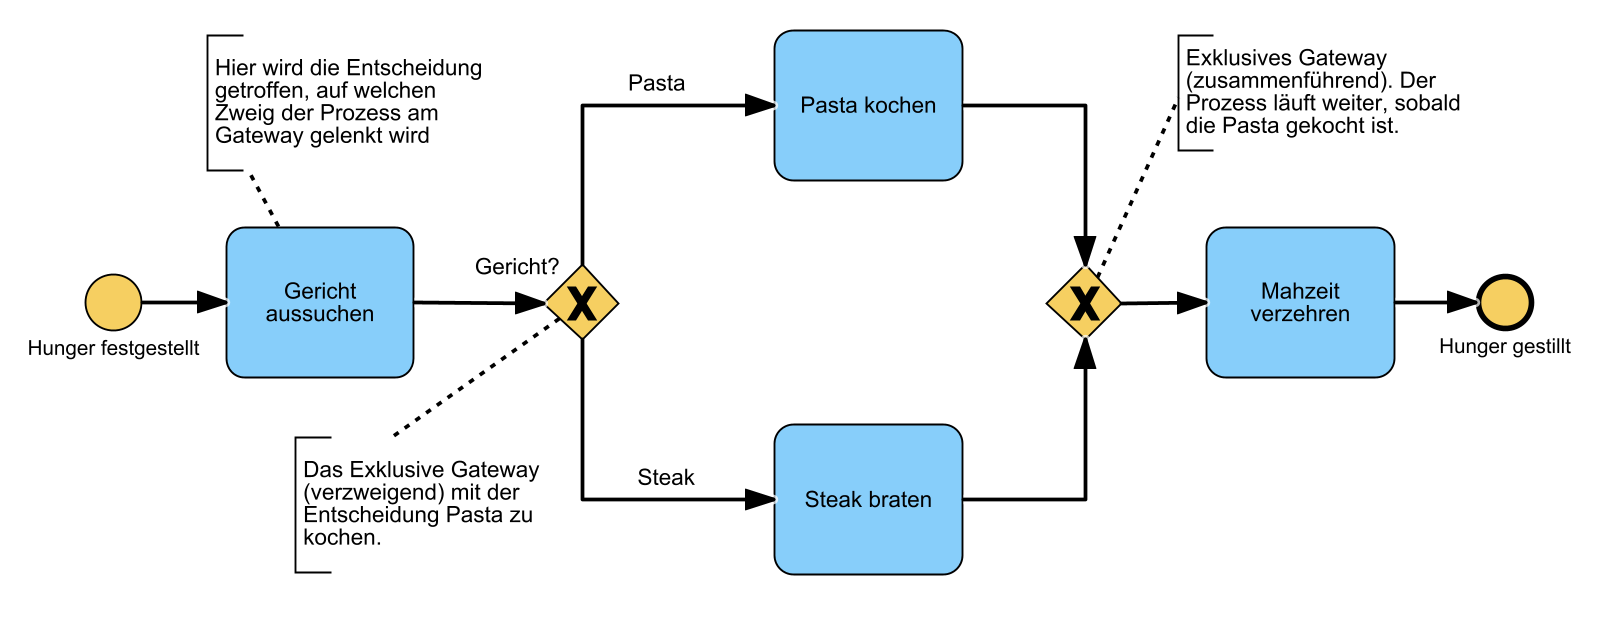 Hier wird die Entscheidung
getroffen, auf welchen
Zweig der Prozess am
Gateway gelenkt wird
Exklusives Gateway
(zusammenführend). Der
Prozess läuft weiter, sobald
die Pasta gekocht ist.
Pasta
Pasta kochen
Hunger festgestellt
Gericht
aussuchen
Gericht?
X
X
Mahzeit
verzehren
Hunger gestillt
Das Exklusive Gateway
(verzweigend) mit der
Entscheidung Pasta zu
kochen.
Steak
Steak braten